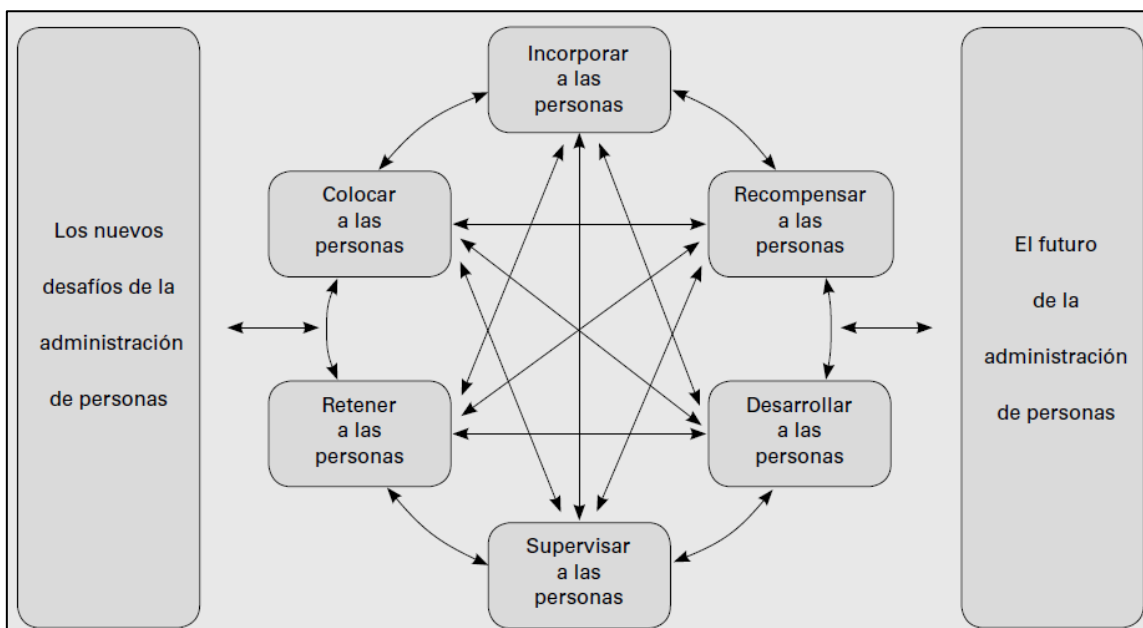 Los nuevos
desafíos de la
administración
de personas
Incorporar
a las
personas
Colocar
a las
personas
Recompensar
a las
personas
Retener
a las
personas
Desarrollar
a las
personas
Supervisar
a las
personas
El futuro
de la
administración
de personas